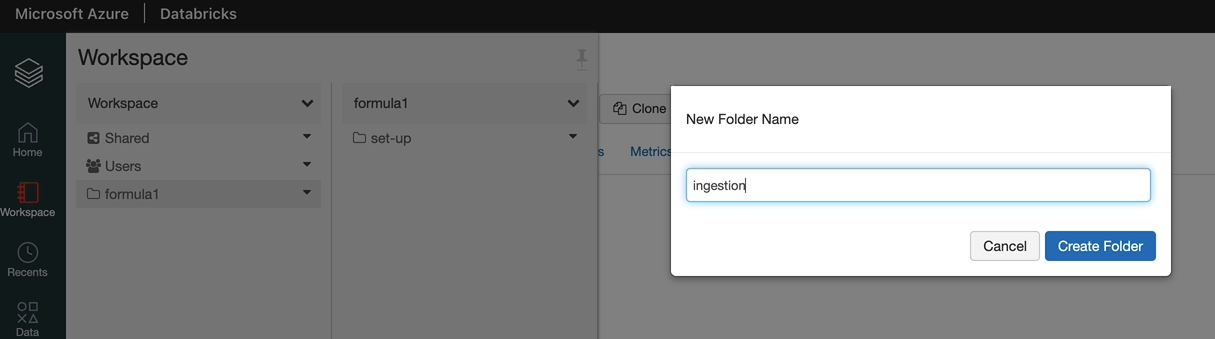 Microsoft Azure | Databricks
Workspace
Workspace
Shared
Users
formula1
formula1
set-up
Clone
s Metrics
New Folder Name
ingestion
Cancel Create Folder
Home
Workspace
Recents
Data